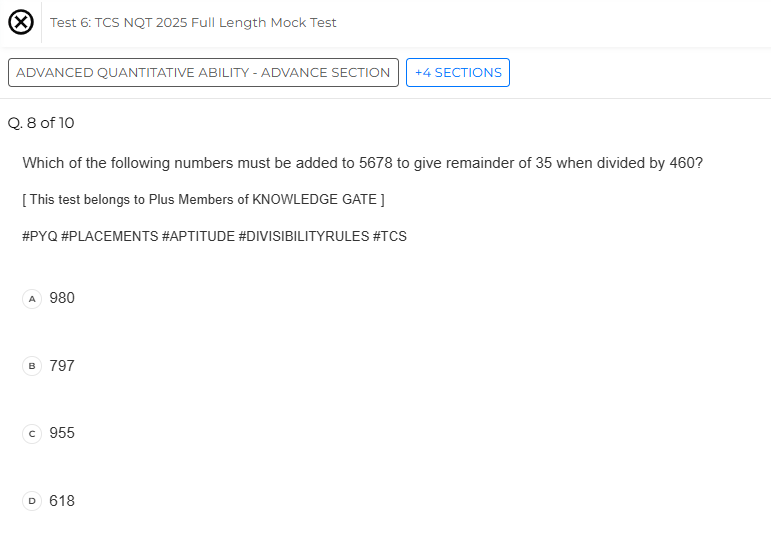 Test 6: TCS NQT 2025 Full Length Mock Test
ADVANCED QUANTITATIVE ABILITY - ADVANCE SECTION +4 SECTIONS
Q. 8 of 10
Which of the following numbers must be added to 5678 to give remainder of 35 when divided by 460?
[ This test belongs to Plus Members of KNOWLEDGE GATE ]
#PYQ #PLACEMENTS #APTITUDE #DIVISIBILITYRULES #TCS
A 980
B 797
C 955
D 618